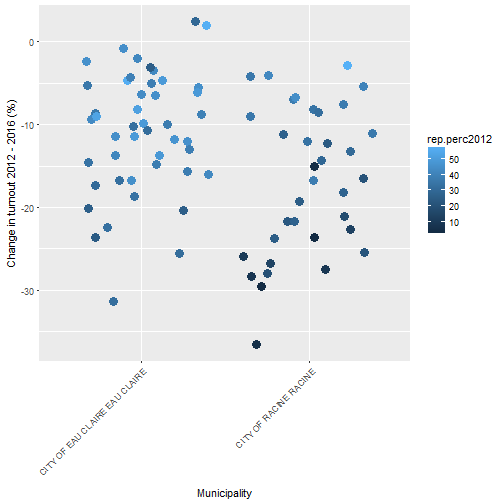 0
-10
-20
-30
Change in turnout 2012 - 2016 (%)
CITY OF EAU CLAIRE EAU CLAIRE
CITY OF RACINE RACINE
Municipality
rep.perc2012
50
40
30
20
10